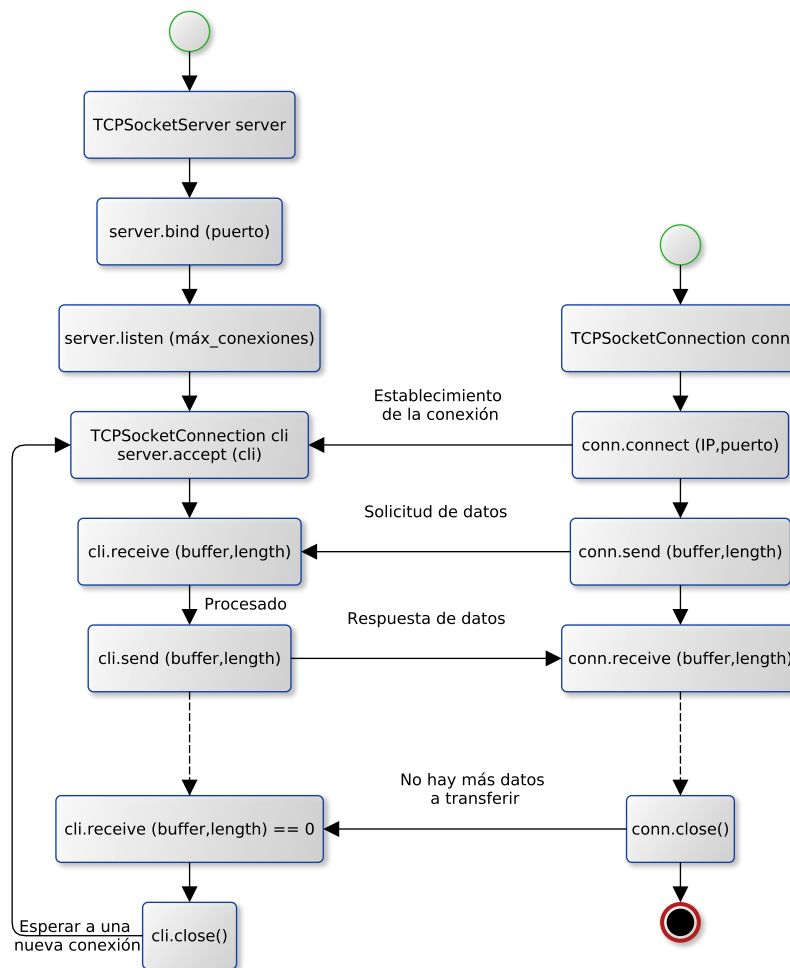 TCPSocketServer server
server.bind (puerto)
server.listen (máx_conexiones)
TCPSocketConnection conn
Establecimiento
de la conexión
TCPSocketConnection cli
server.accept (cli)
conn.connect (IP,puerto)
Solicitud de datos
cli.receive (buffer,length)
conn.send (buffer,length)
Procesado
Respuesta de datos
cli.send (buffer,length)
conn.receive (buffer,length)
No hay más datos
a transferir
cli.receive (buffer,length) == 0
conn.close()
Esperar a una
nueva conexión
cli.close()